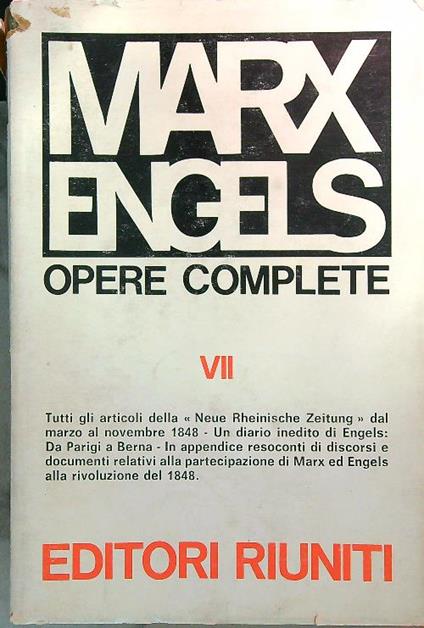 MARX
ENGELS
OPERE COMPLETE
VII
Tutti gli articoli della « Neue Rheinische Zeitung » dal
marzo al novembre 1848 - Un diario inedito di Engels:
Da Parigi a Berna - In appendice resoconti di discorsi e
documenti relativi alla partecipazione di Marx ed Engels
alla rivoluzione del 1848.
EDITORI RIUNITI